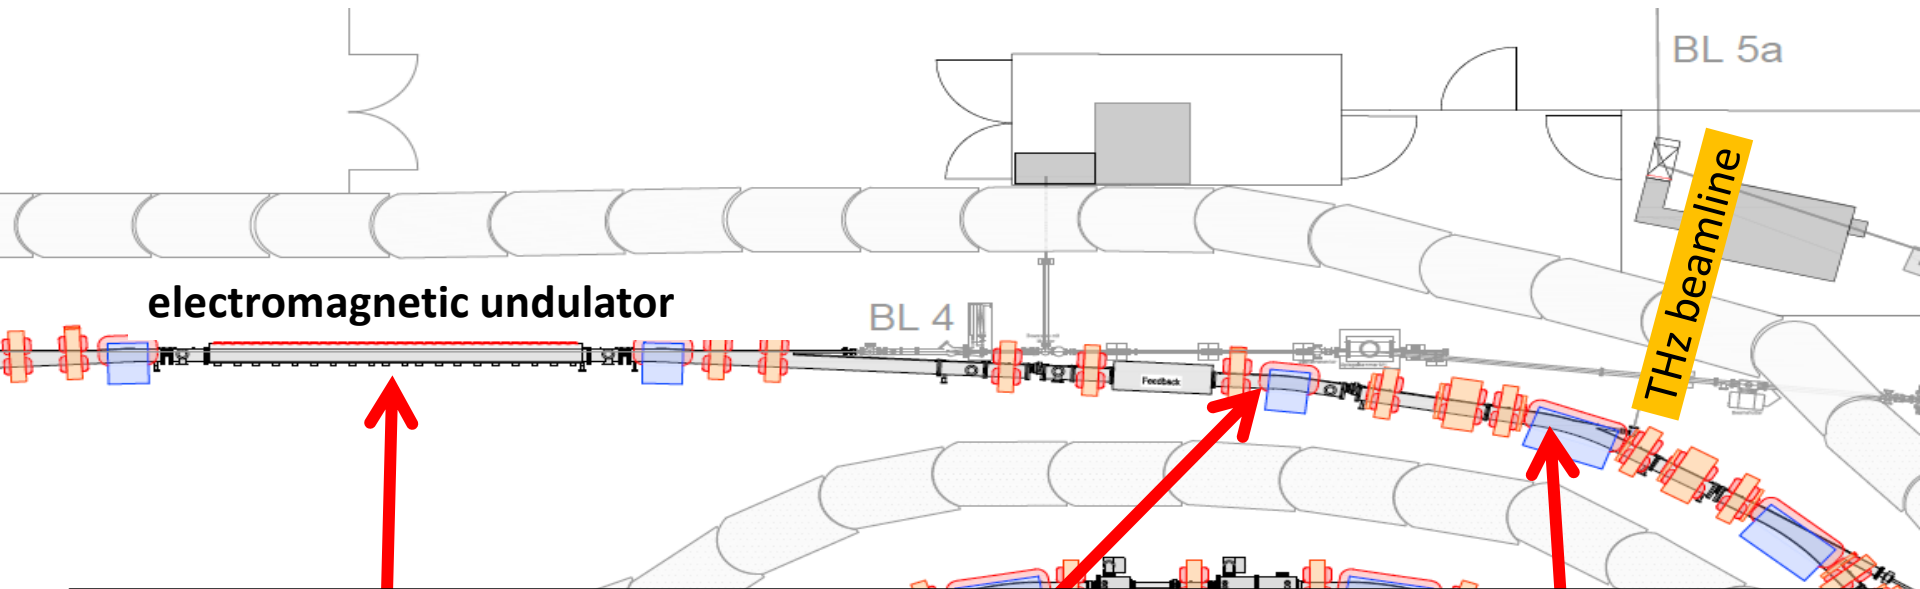 BL 5a
THz beamline
electromagnetic undulator
BL 4
Feedback